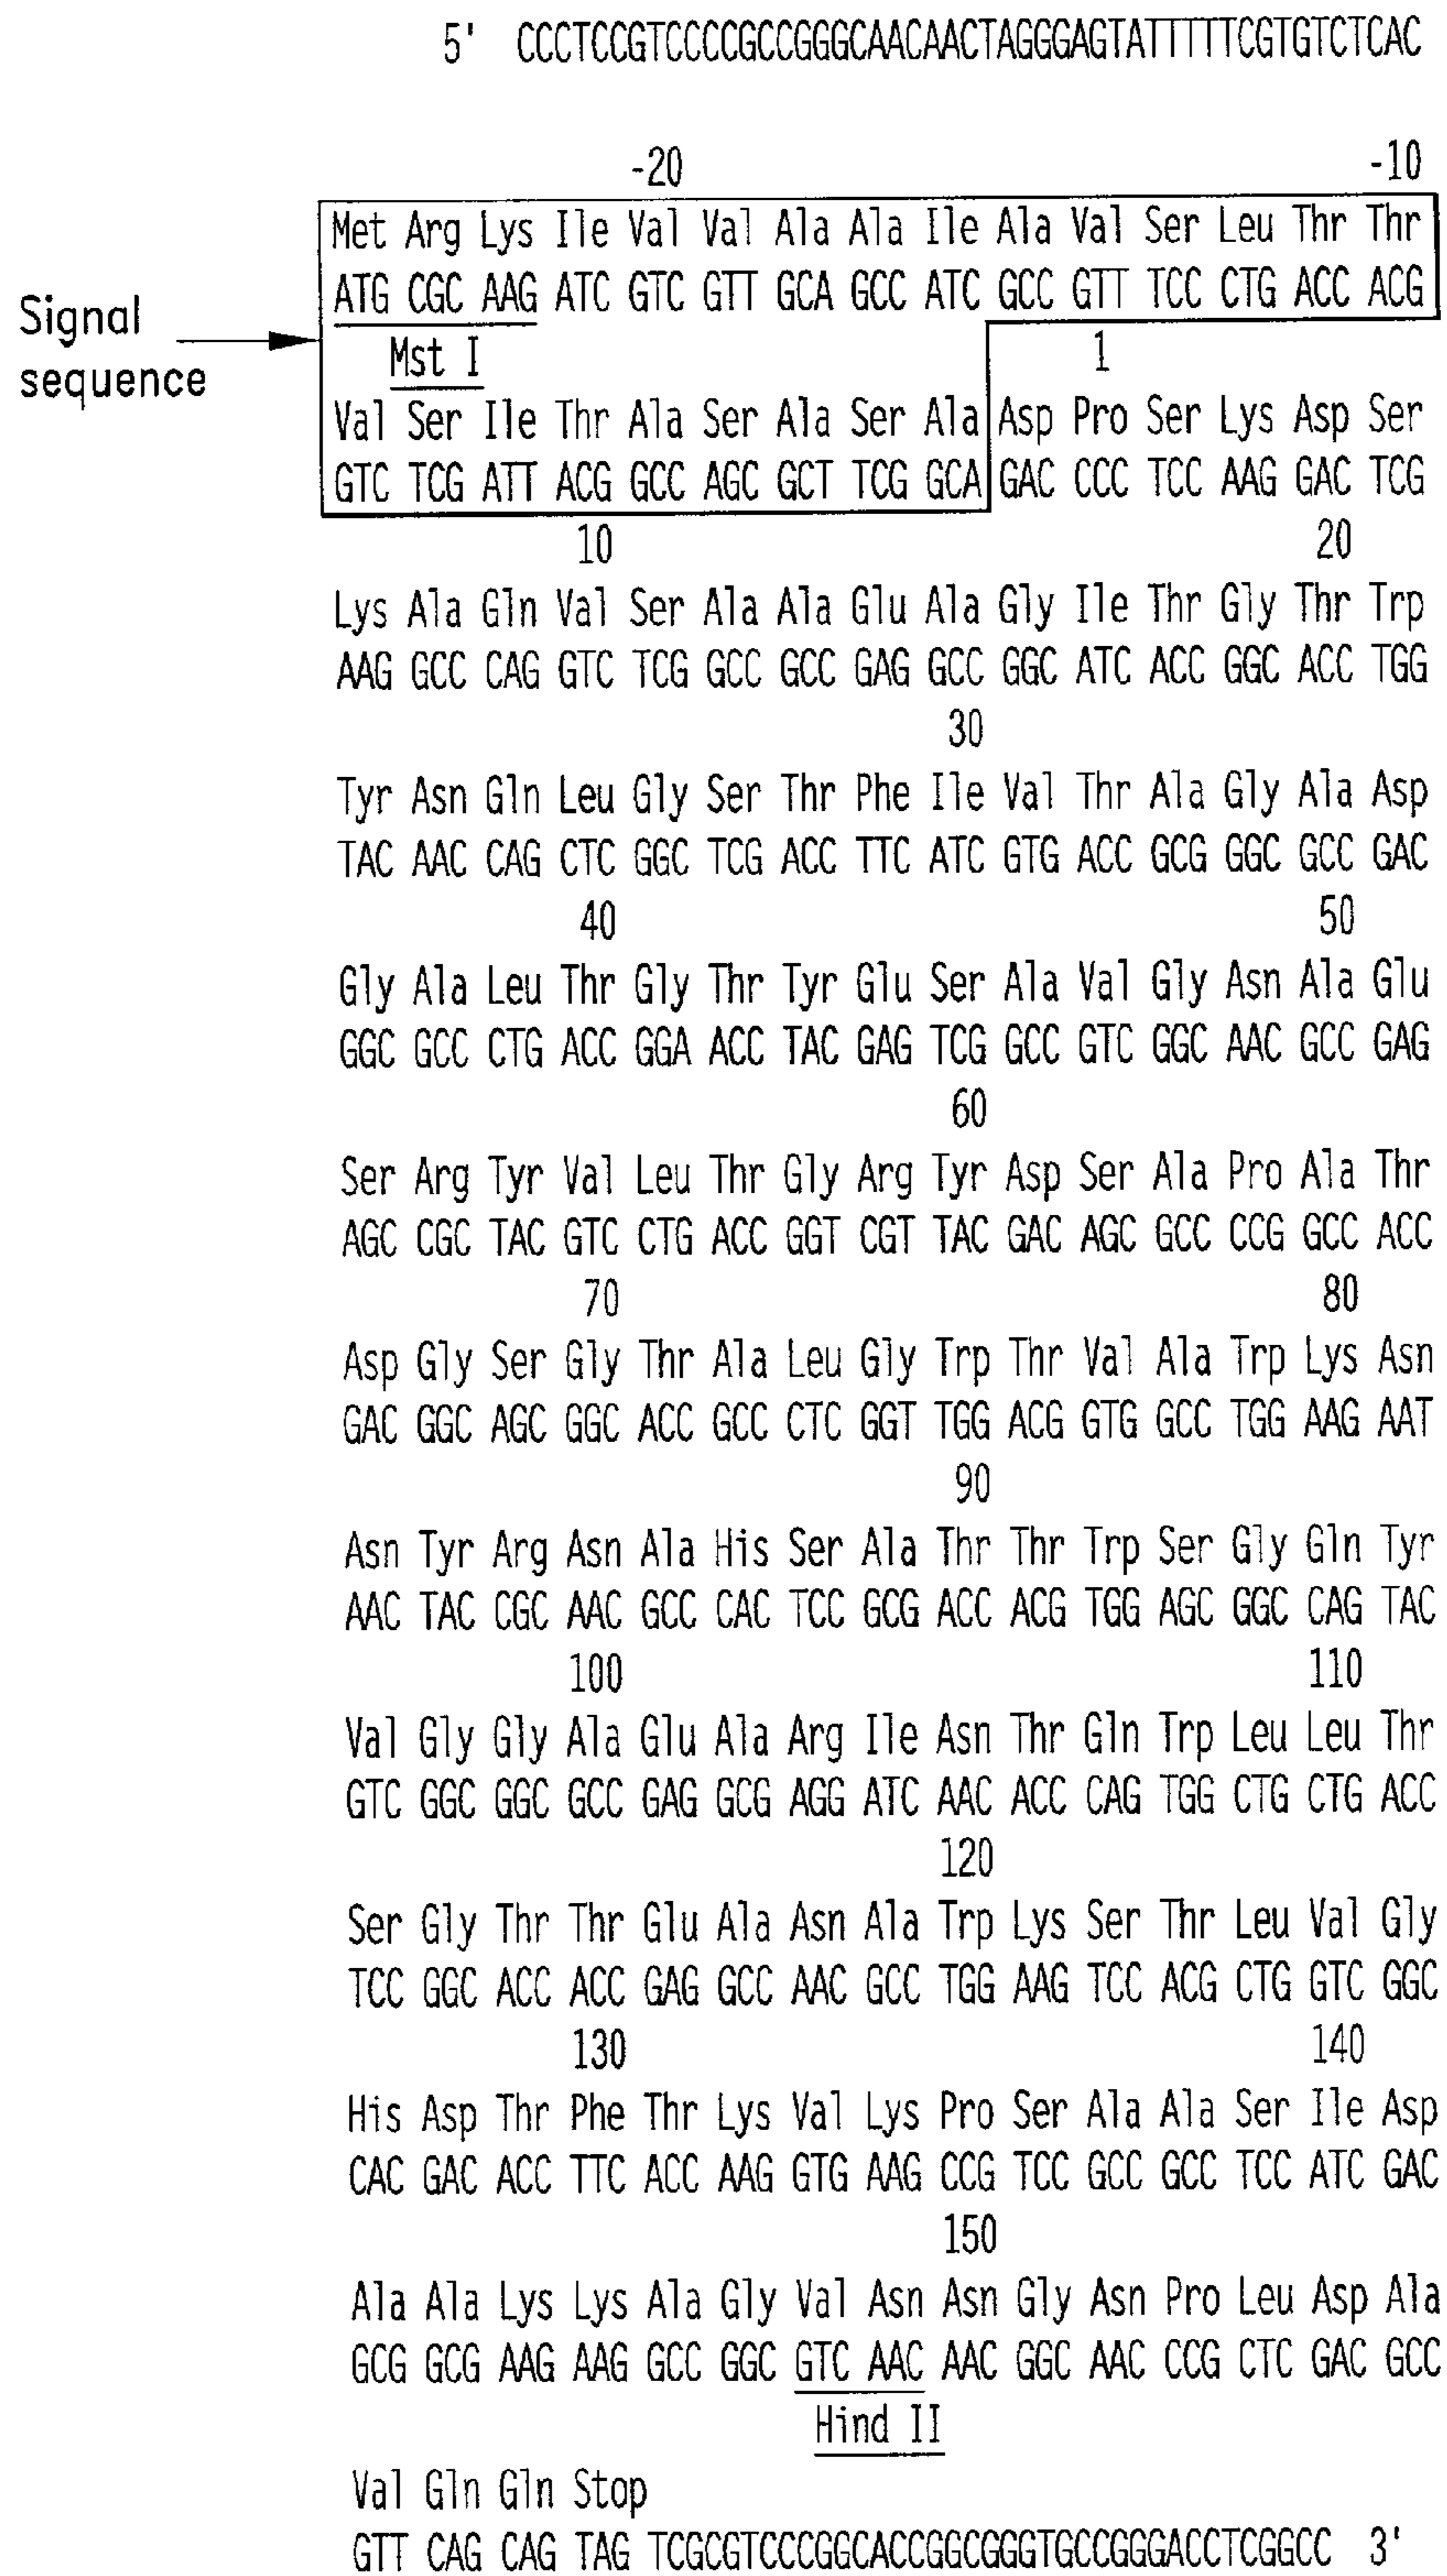 5' CCCTCCGTCCCCGCCGGGCAACAACTAGGGAGTATTTTTCGTGTCTCAC
-20 -10
Met Arg Lys Ile Val Val Ala Ala Ile Ala Val Ser Leu Thr Thr
ATG CGC AAG ATC GTC GTT GCA GCC ATC GCC GTT TCC CTG ACC ACG
Signal
sequence
Mst I 1
Val Ser Ile Thr Ala Ser Ala Ser Ala Asp Pro Ser Lys Asp Ser
GTC TCG ATT ACG GCC AGC GCT TCG GCA GAC CCC TCC AAG GAC TCG
10 20
Lys Ala Gln Val Ser Ala Ala Glu Ala Gly Ile Thr Gly Thr Trp
AAG GCC CAG GTC TCG GCC GCC GAG GCC GGC ATC ACC GGC ACC TGG
30
Tyr Asn Gln Leu Gly Ser Thr Phe Ile Val Thr Ala Gly Ala Asp
TAC AAC CAG CTC GGC TCG ACC TTC ATC GTG ACC GCG GGC GCC GAC
40 50
Gly Ala Leu Thr Gly Thr Tyr Glu Ser Ala Val Gly Asn Ala Glu
GGC GCC CTG ACC GGA ACC TAC GAG TCG GCC GTC GGC AAC GCC GAG
60
Ser Arg Tyr Val Leu Thr Gly Arg Tyr Asp Ser Ala Pro Ala Thr
AGC CGC TAC GTC CTG ACC GGT CGT TAC GAC AGC GCC CCG GCC ACC
70 80
Asp Gly Ser Gly Thr Ala Leu Gly Trp Thr Val Ala Trp Lys Asn
GAC GGC AGC GGC ACC GCC CTC GGT TGG ACG GTG GCC TGG AAG AAT
90
Asn Tyr Arg Asn Ala His Ser Ala Thr Thr Trp Ser Gly Gln Tyr
AAC TAC CGC AAC GCC CAC TCC GCG ACC ACG TGG AGC GGC CAG TAC
100 110
Val Gly Gly Ala Glu Ala Arg Ile Asn Thr Gln Trp Leu Leu Thr
GTC GGC GGC GCC GAG GCG AGG ATC AAC ACC CAG TGG CTG CTG ACC
120
Ser Gly Thr Thr Glu Ala Asn Ala Trp Lys Ser Thr Leu Val Gly
TCC GGC ACC ACC GAG GCC AAC GCC TGG AAG TCC ACG CTG GTC GGC
130 140
His Asp Thr Phe Thr Lys Val Lys Pro Ser Ala Ala Ser Ile Asp
CAC GAC ACC TTC ACC AAG GTG AAG CCG TCC GCC GCC TCC ATC GAC
150
Ala Ala Lys Lys Ala Gly Val Asn Asn Gly Asn Pro Leu Asp Ala
GCG GCG AAG AAG GCC GGC GTC AAC AAC GGC AAC CCG CTC GAC GCC
Hind II
Val Gln Gln Stop
GTT CAG CAG TAG TCGCGTCCCGGCACCGGCGGGTGCCGGGACCTCGGCC 3'